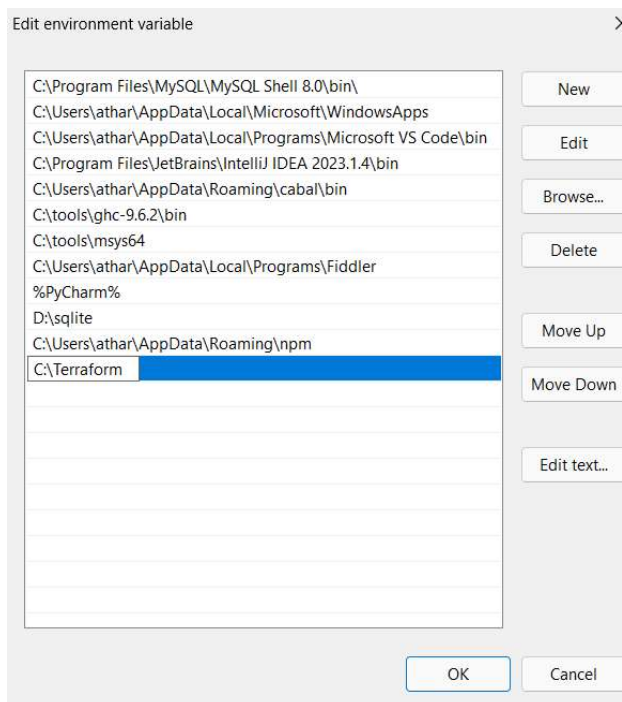 Edit environment variable
C:\Program Files\MySQL\MySQL Shell 8.0\bin\
C:\Users\athar\AppData\Local\Microsoft\WindowsApps
C:\Users\athar\AppData\Local\Programs\Microsoft VS Code\bin
C:\Program Files\JetBrains\IntelliJ IDEA 2023.1.4\bin
C:\Users\athar\AppData\Roaming\cabal\bin
C:\tools\ghc-9.6.2\bin
C:\tools\msys64
C:\Users\athar\AppData\Local\Programs\Fiddler
%PyCharm%
D:\sqlite
C:\Users\athar\AppData\Roaming\npm
C:\Terraform
New
Edit
Browse...
Delete
Move Up
Move Down
Edit text...
OK
Cancel